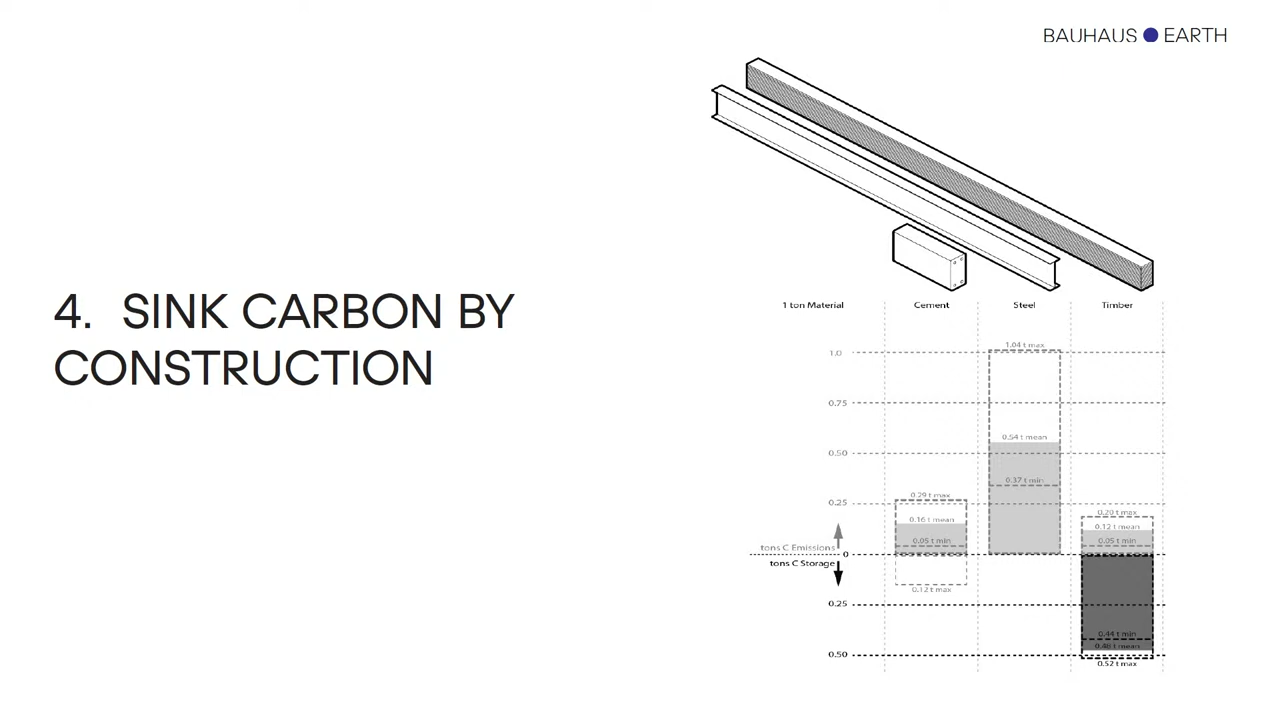 BAUHAUS EARTH
4. SINK CARBON BY
CONSTRUCTION
1 ton Material
Cement
Steel
Timber
1.0
1.04 t max
0.75
0.54 t mean
0.50
0.37 t min
0.25
0.29 t max
0.16 t mean
0.05 t min
0.20 t max
0.12 t mean
0.05 t min
tons C Emissions
0
tons C Storage
0.12 t max
0.25
0.44 t min
0.46 t mean
0.50
0.52 t max